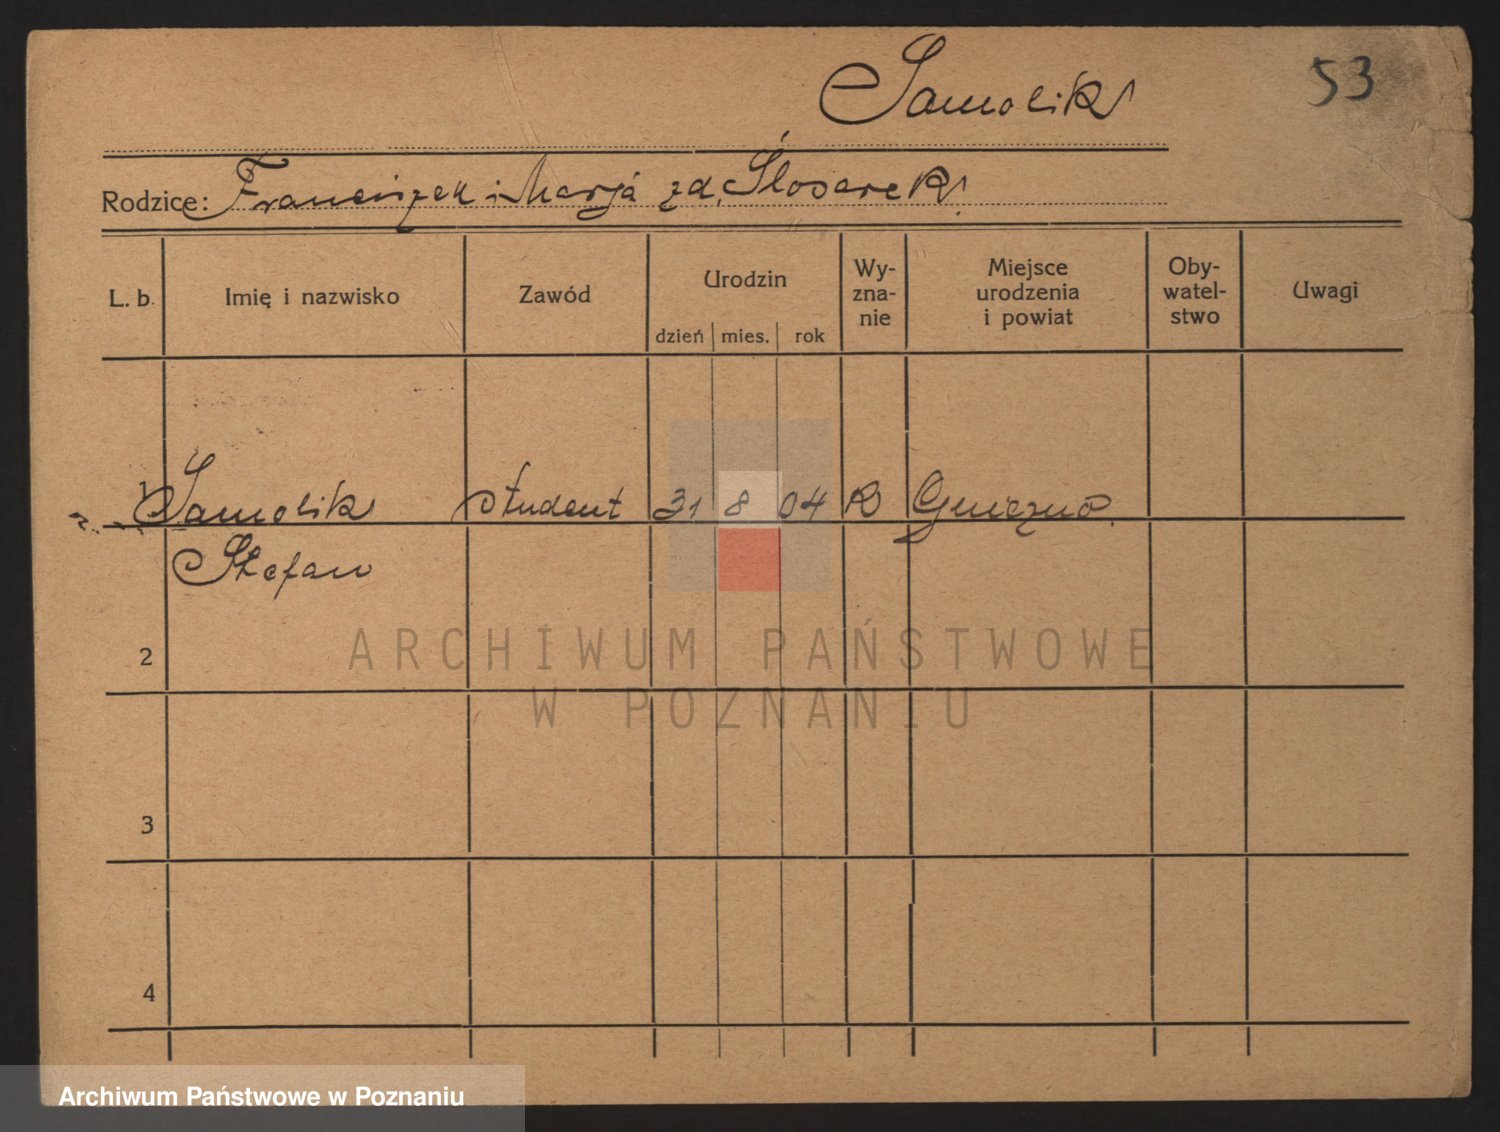 53
Samolik
Rodzice: Franciszek i Marja zd. Ślosarek.
L. b. Imię i nazwisko Zawód Urodzin dzień mies. rok Wy-zna-nie Miejsce urodzenia i powiat Oby-watel-stwo Uwagi
1 Samolik student 31 8 04 R Gniezno.
Stefan
2
ARCHIWUM PAŃSTWOWE
W POZNANIU
3
4
Archiwum Państwowe w Poznaniu